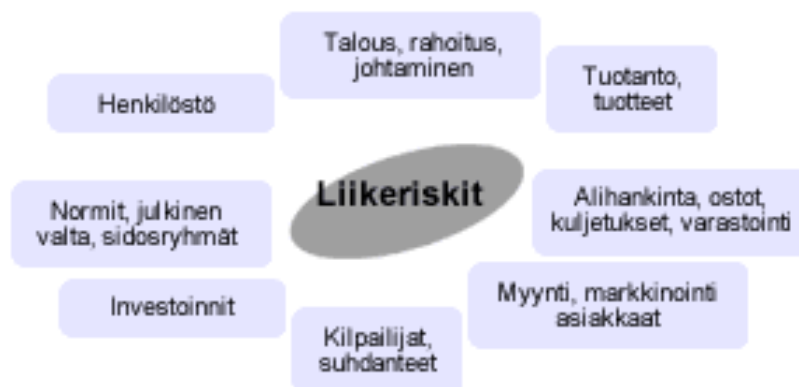 Talous, rahoitus,
johtaminen
Tuotanto,
tuotteet
Henkilöstö
Liikeriskit
Alihankinta, ostot,
kuljetukset, varastointi
Normit, julkinen
valta, sidosryhmät
Myynti, markkinointi
asiakkaat
Investoinnit
Kilpailijat,
suhdanteet